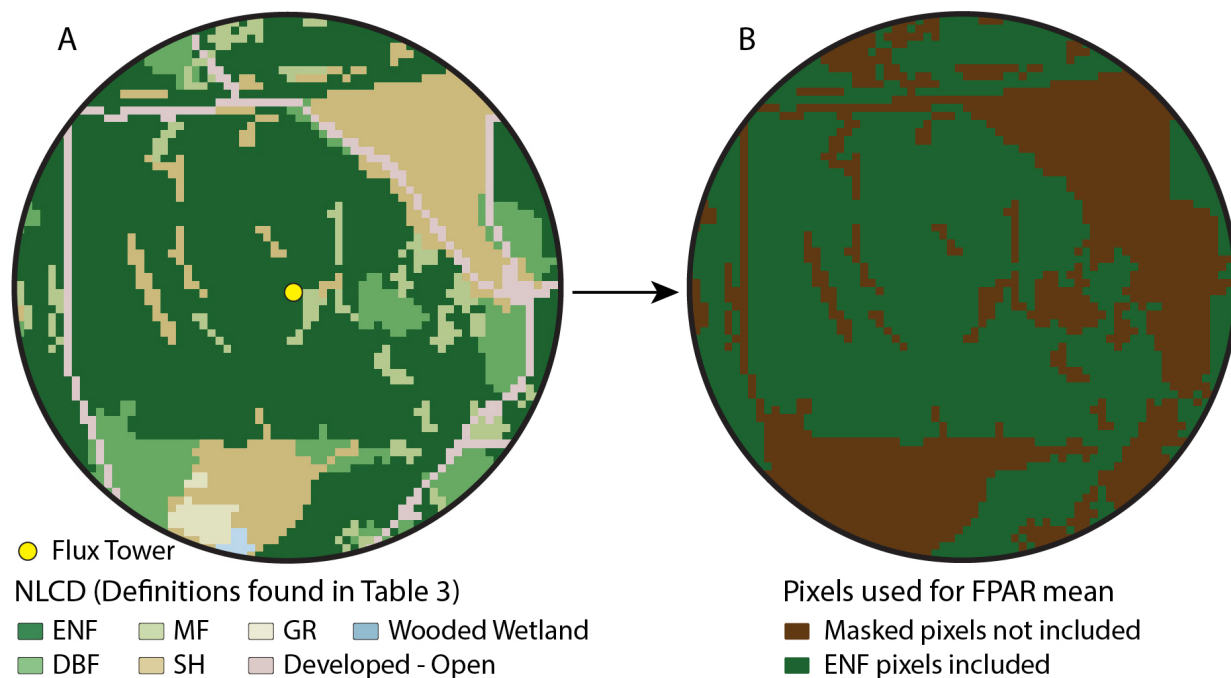 A
B
Flux Tower
NLCD (Definitions found in Table 3)
ENF MF GR Wooded Wetland
DBF SH Developed - Open
Pixels used for FPAR mean
Masked pixels not included
ENF pixels included